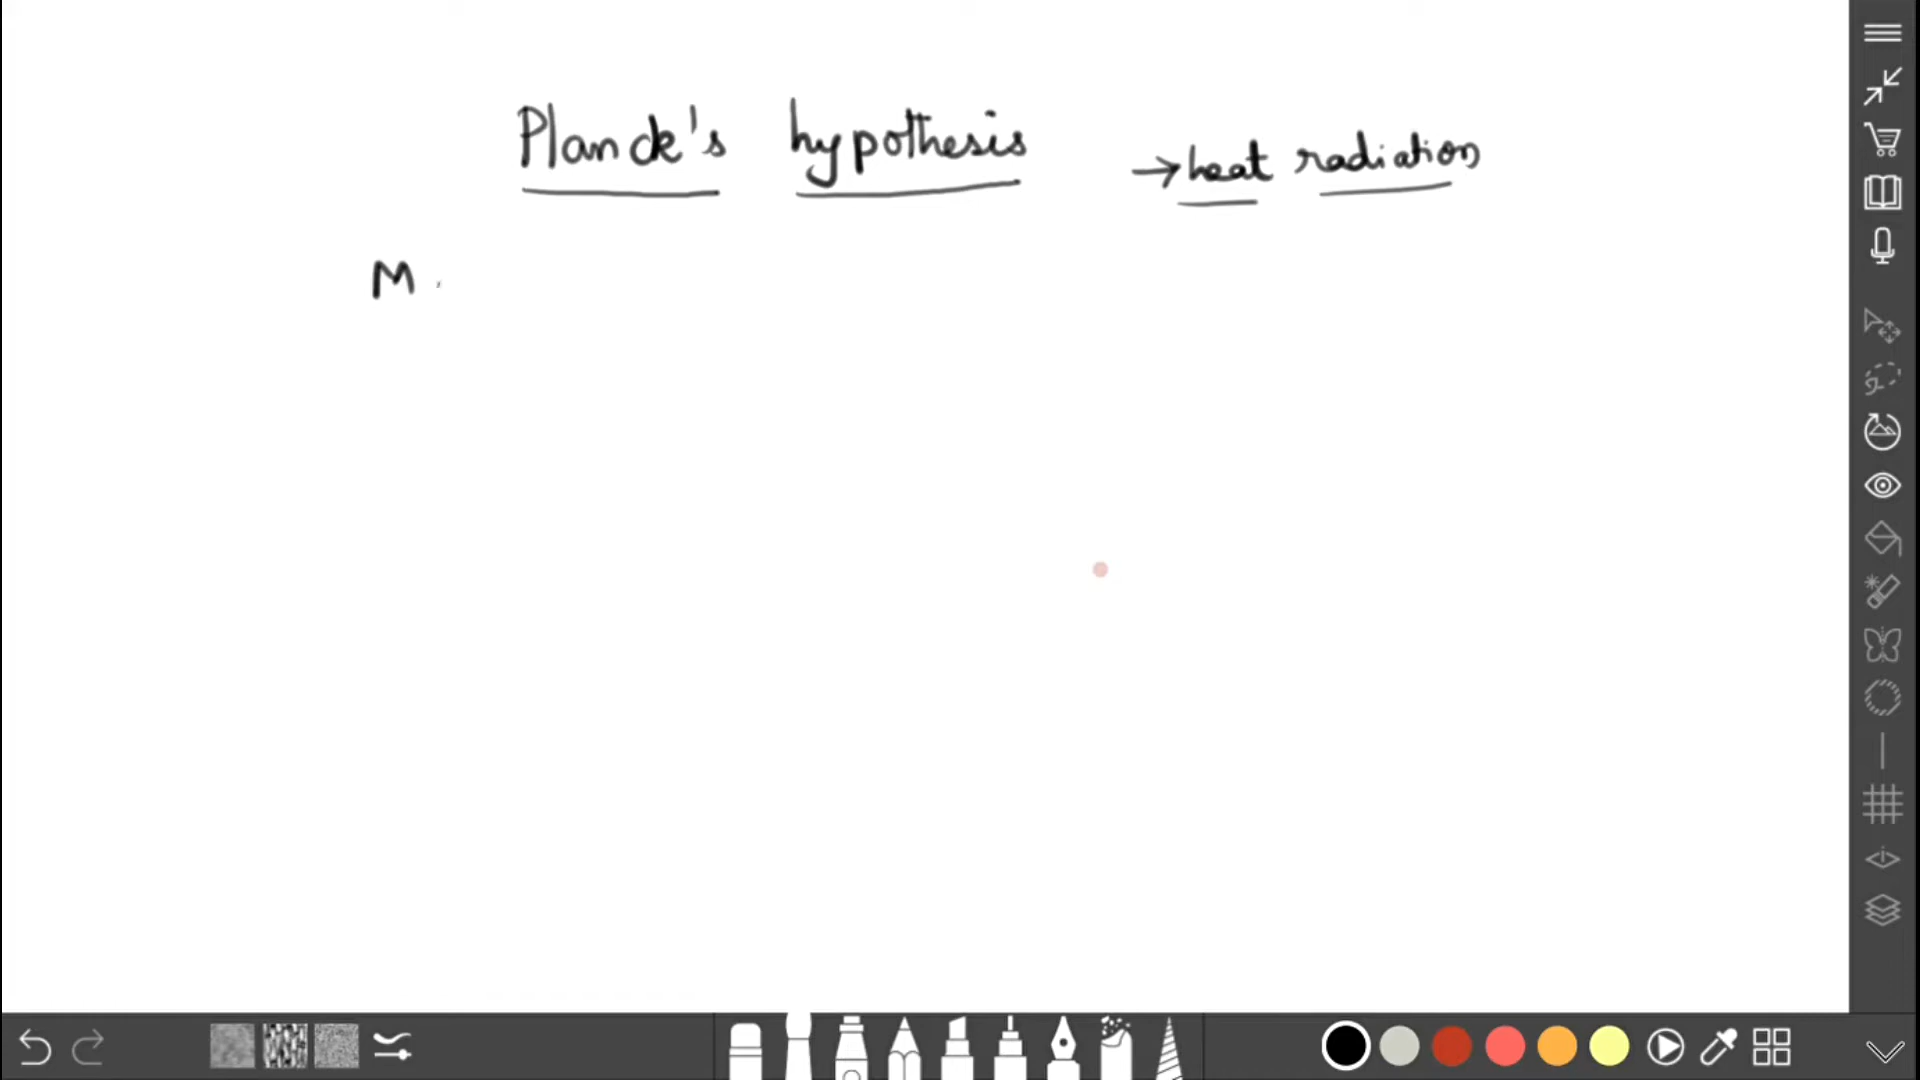 Planck's hypothesis → heat radiation
M.